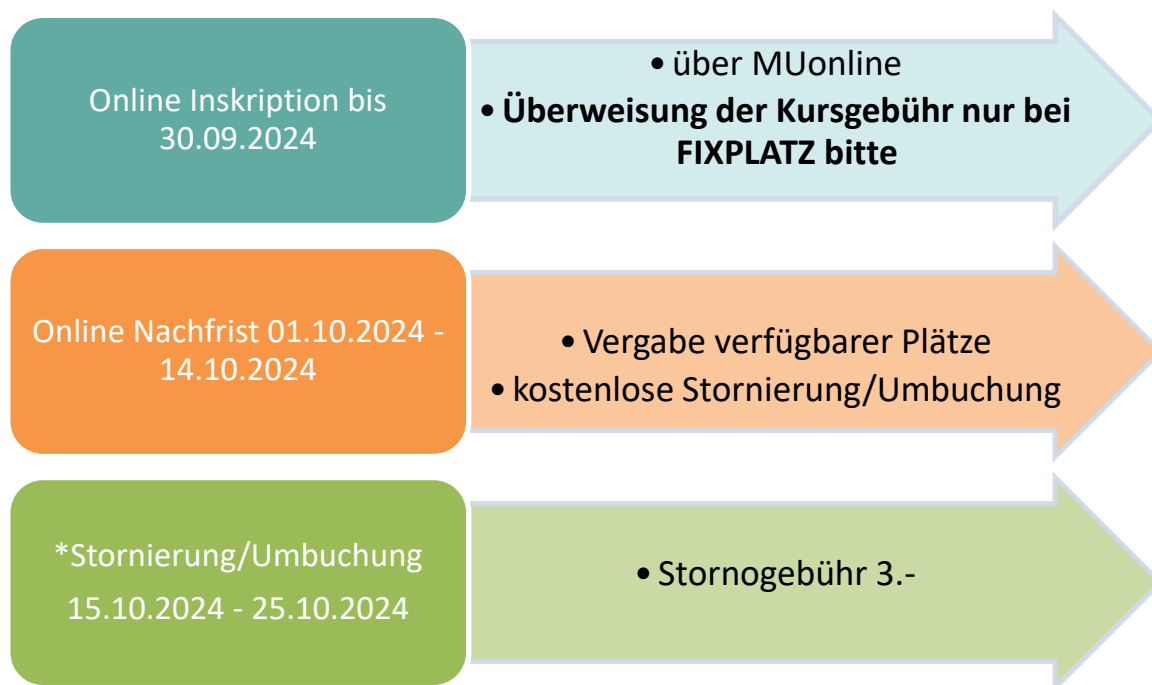 Online Inskription bis
30.09.2024
• über MUonline
• Überweisung der Kursgebühr nur bei
FIXPLATZ bitte
Online Nachfrist 01.10.2024 -
14.10.2024
• Vergabe verfügbarer Plätze
• kostenlose Stornierung/Umbuchung
*Stornierung/Umbuchung
15.10.2024 - 25.10.2024
• Stornogebühr 3.-